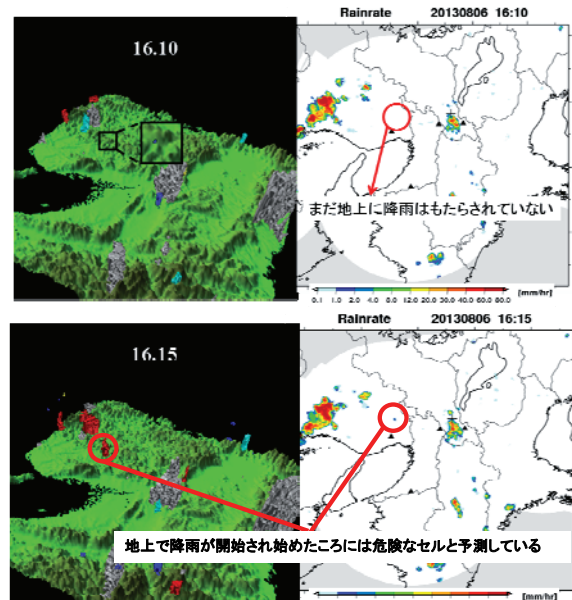 16.10
Rainrate 20130806 16:10
まだ地上に降雨はもたらされていない
0.1 1.0 2.0 4.0 8.0 12.0 20.0 40.0 60.0 80.0 [mm/hr]
16.15
Rainrate 20130806 16:15
地上で降雨が開始され始めたころには危険なセルと予測している
[mm/hr]